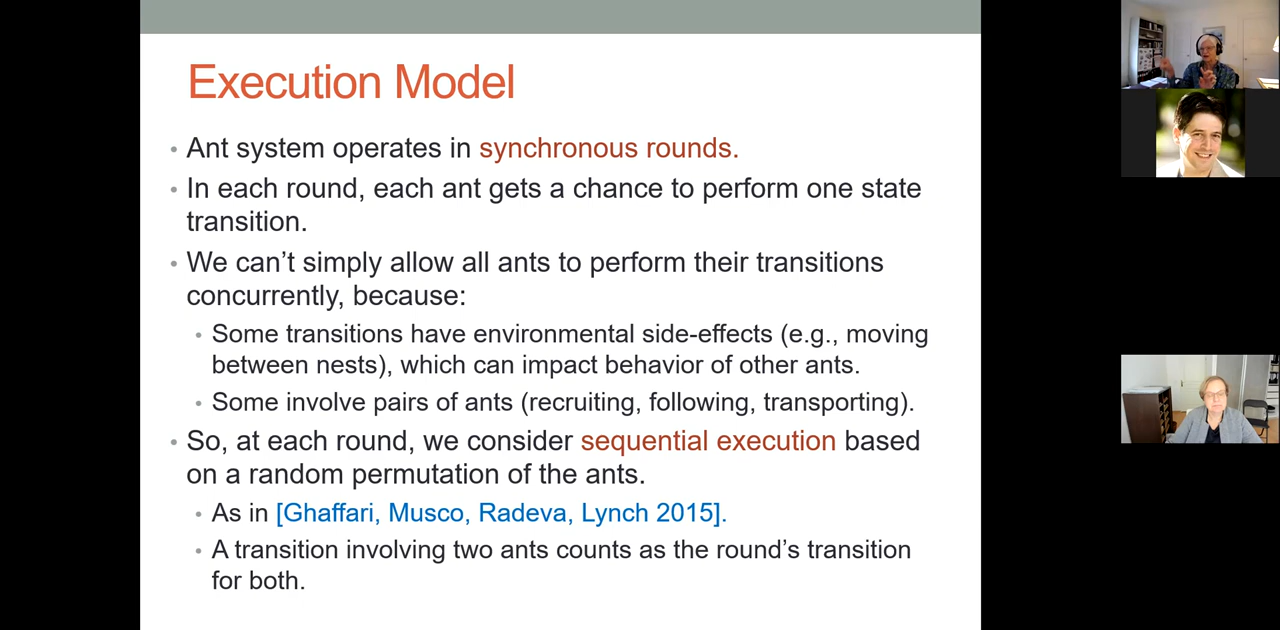 Execution Model
• Ant system operates in synchronous rounds.
• In each round, each ant gets a chance to perform one state
transition.
• We can’t simply allow all ants to perform their transitions
concurrently, because:
• Some transitions have environmental side-effects (e.g., moving
between nests), which can impact behavior of other ants.
• Some involve pairs of ants (recruiting, following, transporting).
• So, at each round, we consider sequential execution based
on a random permutation of the ants.
• As in [Ghaffari, Musco, Radeva, Lynch 2015].
• A transition involving two ants counts as the round’s transition
for both.